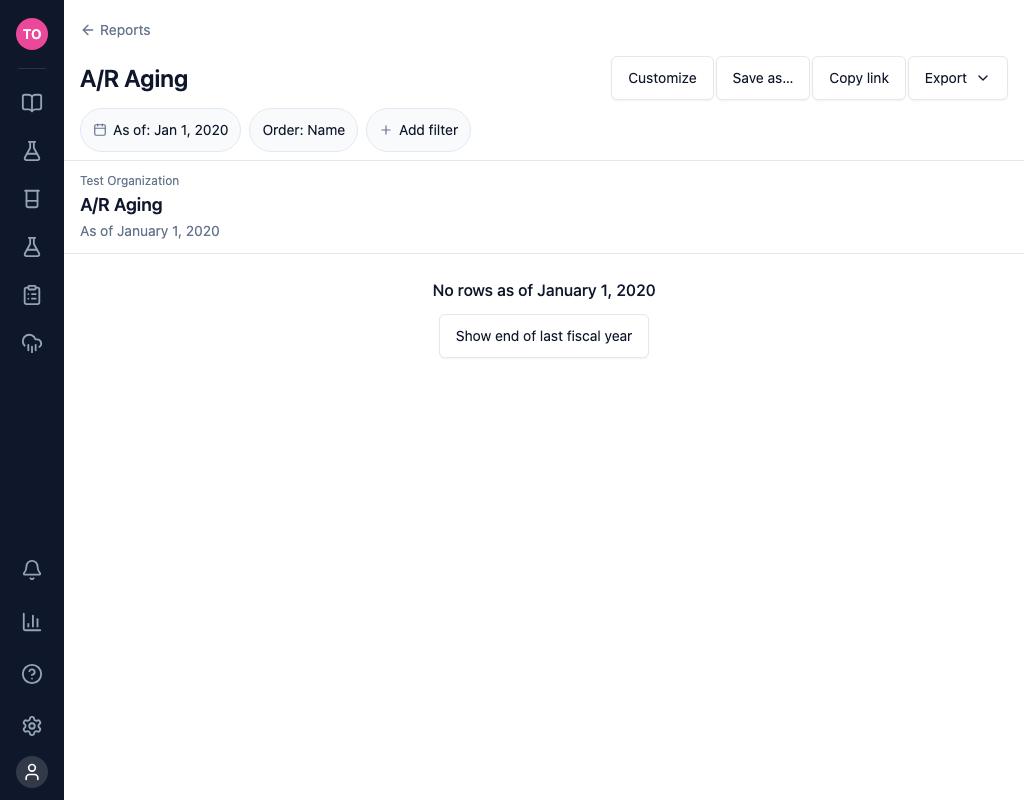 TO
Reports
A/R Aging
Customize
Save as...
Copy link
Export
As of: Jan 1, 2020
Order: Name
Add filter
Test Organization
A/R Aging
As of January 1, 2020
No rows as of January 1, 2020
Show end of last fiscal year